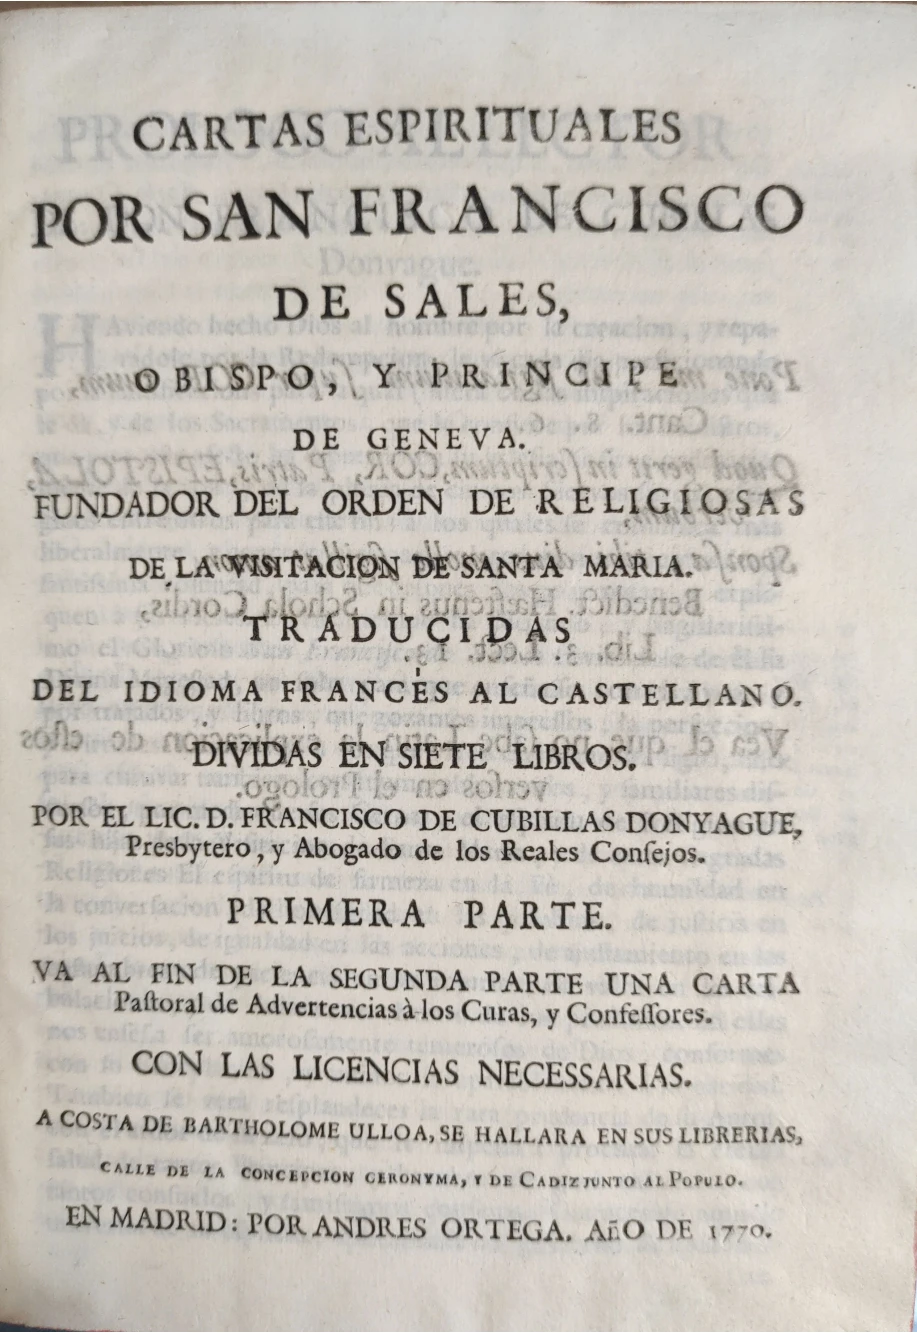 CARTAS ESPIRITUALES
POR SAN FRANCISCO
DE SALES,
OBISPO, Y PRINCIPE
DE GENEVA.
FUNDADOR DEL ORDEN DE RELIGIOSAS
DE LA VISITACION DE SANTA MARIA.
TRADUCIDAS
DEL IDIOMA FRANCÉS AL CASTELLANO.
DIVIDAS EN SIETE LIBROS.
POR EL LIC. D. FRANCISCO DE CUBILLAS DONYAGUE,
Presbytero, y Abogado de los Reales Conſejos.
PRIMERA PARTE.
VA AL FIN DE LA SEGUNDA PARTE UNA CARTA
Paſtoral de Advertencias à los Curas, y Confeſſores.
CON LAS LICENCIAS NECESSARIAS.
A COSTA DE BARTHOLOME ULLOA, SE HALLARA EN SUS LIBRERIAS,
CALLE DE LA CONCEPCION GERONYMA, Y DE CADIZ JUNTO AL POPULO.
EN MADRID: POR ANDRES ORTEGA. AñO DE 1770.